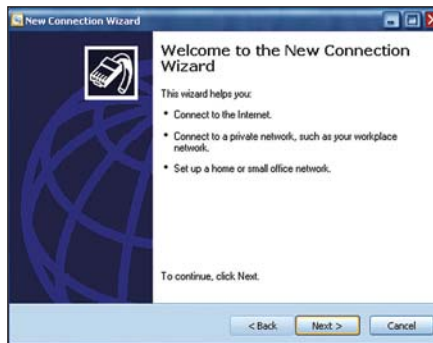 New Connection Wizard
Welcome to the New Connection
Wizard
This wizard helps you:
• Connect to the Internet.
• Connect to a private network, such as your workplace
network.
• Set up a home or small office network.
To continue, click Next.
< Back Next > Cancel